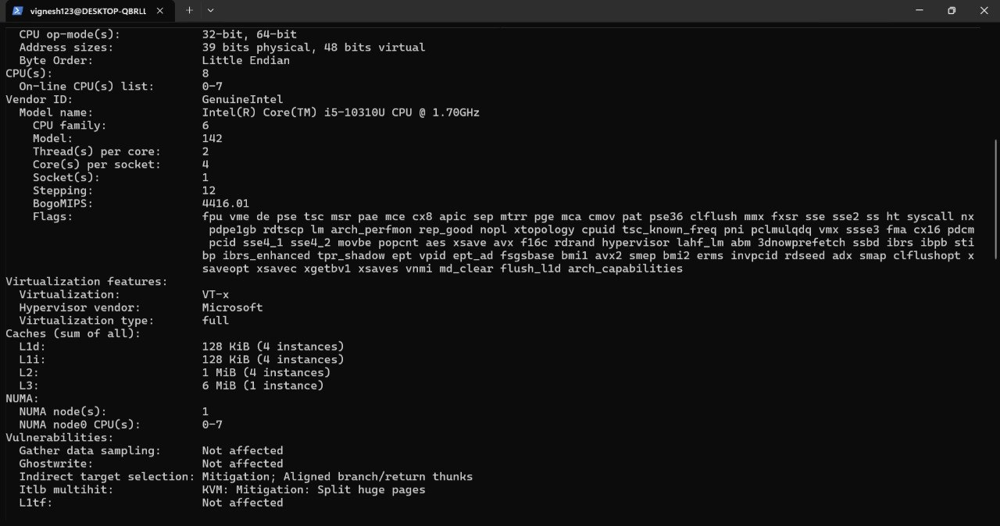 vignesh123@DESKTOP-QBRLL
CPU op-mode(s): 32-bit, 64-bit
Address sizes: 39 bits physical, 48 bits virtual
Byte Order: Little Endian
CPU(s): 8
On-line CPU(s) list: 0-7
Vendor ID: GenuineIntel
Model name: Intel(R) Core(TM) i5-10310U CPU @ 1.70GHz
CPU family: 6
Model: 142
Thread(s) per core: 2
Core(s) per socket: 4
Socket(s): 1
Stepping: 12
BogoMIPS: 4416.01
Flags: fpu vme de pse tsc msr pae mce cx8 apic sep mtrr pge mca cmov pat pse36 clflush mmx fxsr sse sse2 ss ht syscall nx
pdpe1gb rdtscp lm arch_perfmon rep_good nopl xtopology cpuid tsc_known_freq pni pclmulqdq vmx ssse3 fma cx16 pdcm
pcid sse4_1 sse4_2 movbe popcnt aes xsave avx f16c rdrand hypervisor lahf_lm abm 3dnowprefetch ssbd ibrs ibpb sti
bp ibrs_enhanced tpr_shadow ept vpid ept_ad fsgsbase bmi1 avx2 smep bmi2 erms invpcid rdseed adx smap clflushopt x
saveopt xsavec xgetbv1 xsaves vnmi md_clear flush_l1d arch_capabilities
Virtualization features:
Virtualization: VT-x
Hypervisor vendor: Microsoft
Virtualization type: full
Caches (sum of all):
L1d: 128 KiB (4 instances)
L1i: 128 KiB (4 instances)
L2: 1 MiB (4 instances)
L3: 6 MiB (1 instance)
NUMA:
NUMA node(s): 1
NUMA node0 CPU(s): 0-7
Vulnerabilities:
Gather data sampling: Not affected
Ghostwrite: Not affected
Indirect target selection: Mitigation; Aligned branch/return thunks
Itlb multihit: KVM: Mitigation: Split huge pages
L1tf: Not affected